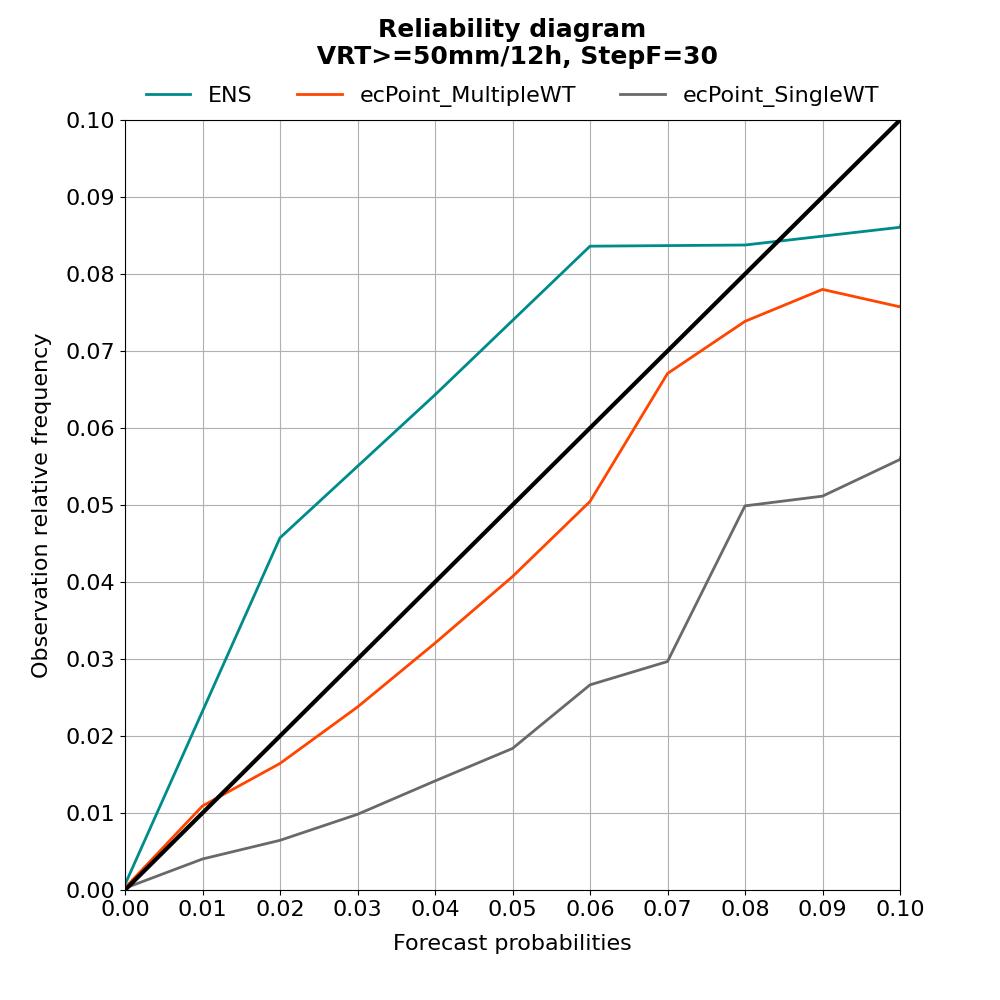 Reliability diagram
VRT>=50mm/12h, StepF=30
ENS ecPoint_MultipleWT ecPoint_SingleWT
0.10
0.09
0.08
0.07
0.06
0.05
0.04
0.03
0.02
0.01
0.00
Observation relative frequency
0.00 0.01 0.02 0.03 0.04 0.05 0.06 0.07 0.08 0.09 0.10
Forecast probabilities